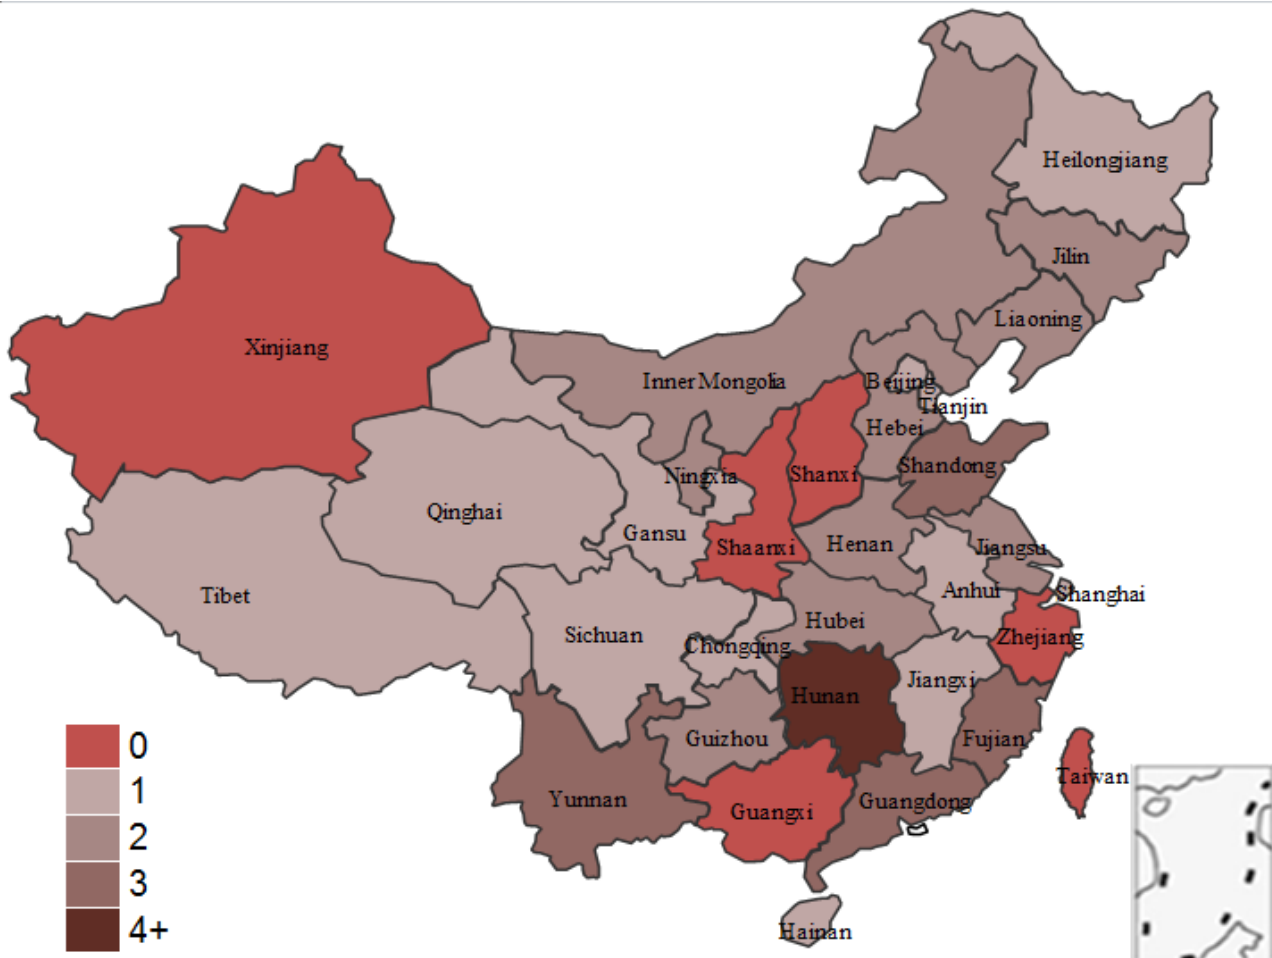 Heilongjiang
Jilin
Liaoning
Xinjiang
Inner Mongolia
Beijing
Tianjin
Hebei
Shandong
Ningxia
Shanxi
Qinghai
Gansu
Shaanxi
Henan
Jiangsu
Tibet
Anhui
Shanghai
Hubei
Sichuan
Chongqing
Zhejiang
Jiangxi
Hunan
Guizhou
Fujian
Taiwan
Yunnan
Guangxi
Guangdong
Hainan
0
1
2
3
4+